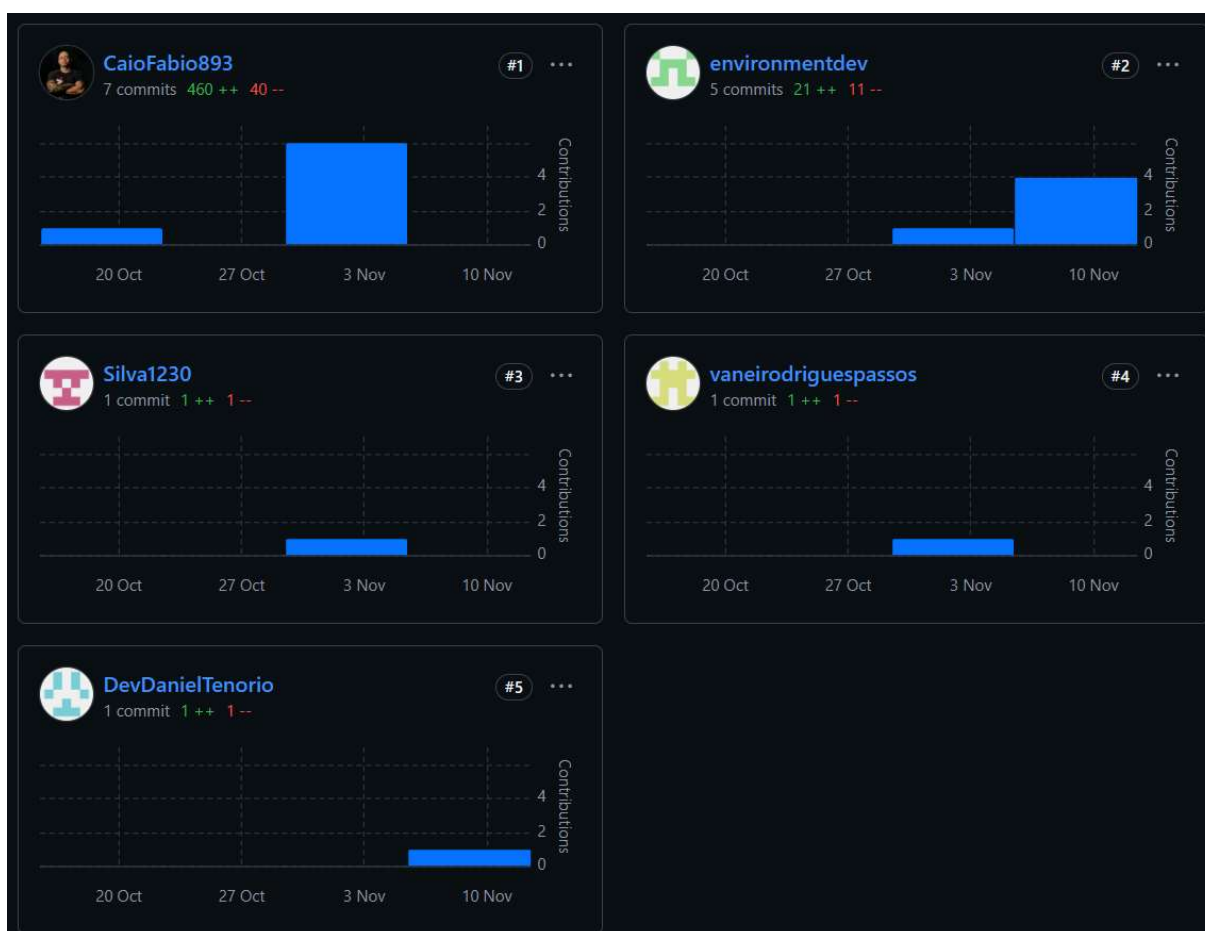 CaioFabio893
#1
7 commits 460 ++ 40 --
Contributions
4
2
0
20 Oct 27 Oct 3 Nov 10 Nov
environmentdev
#2
5 commits 21 ++ 11 --
Contributions
4
2
0
20 Oct 27 Oct 3 Nov 10 Nov
Silva1230
#3
1 commit 1 ++ 1 --
Contributions
4
2
0
20 Oct 27 Oct 3 Nov 10 Nov
vaneirodriguespassos
#4
1 commit 1 ++ 1 --
Contributions
4
2
0
20 Oct 27 Oct 3 Nov 10 Nov
DevDanielTenorio
#5
1 commit 1 ++ 1 --
Contributions
4
2
0
20 Oct 27 Oct 3 Nov 10 Nov